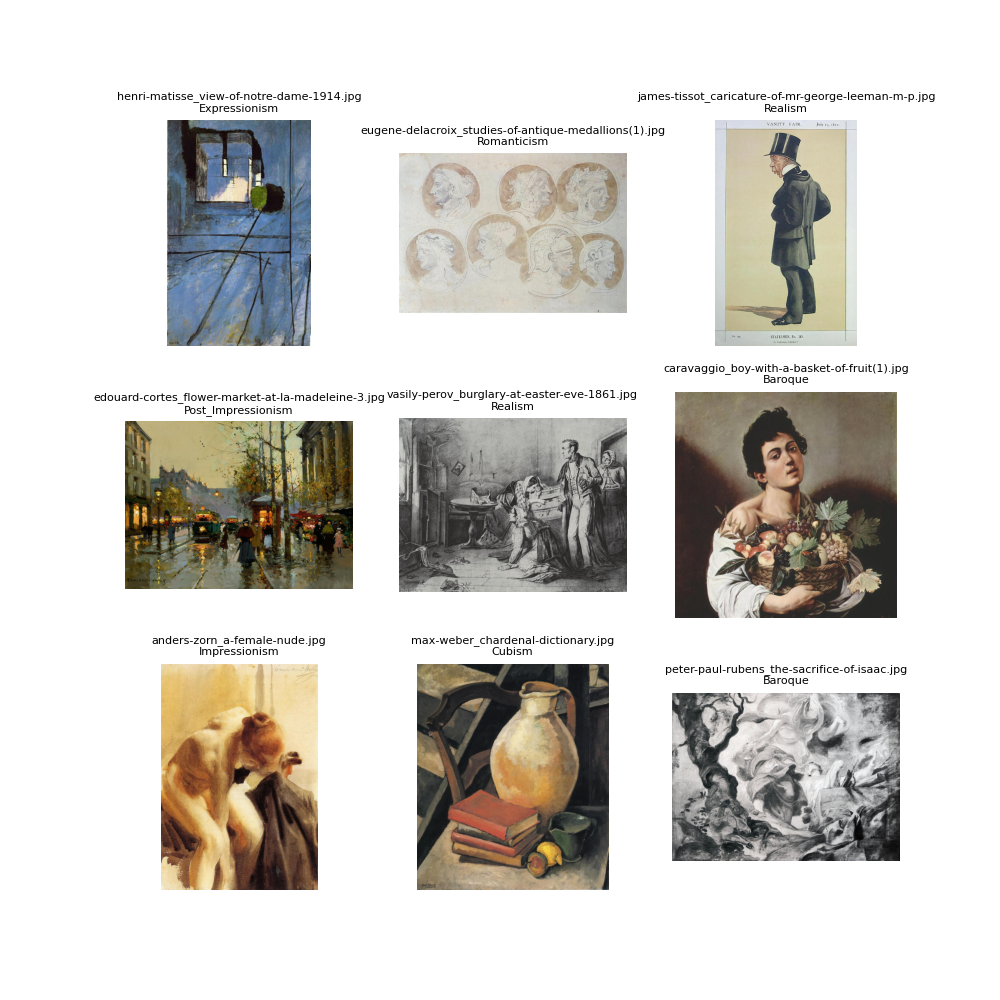 henri-matisse_view-of-notre-dame-1914.jpg
Expressionism
eugene-delacroix_studies-of-antique-medallions(1).jpg
Romanticism
james-tissot_caricature-of-mr-george-leeman-m-p.jpg
Realism
VANITY FAIR
edouard-cortes_flower-market-at-la-madeleine-3.jpg
Post_Impressionism
vasily-perov_burglary-at-easter-eve-1861.jpg
Realism
caravaggio_boy-with-a-basket-of-fruit(1).jpg
Baroque
anders-zorn_a-female-nude.jpg
Impressionism
max-weber_chardenal-dictionary.jpg
Cubism
peter-paul-rubens_the-sacrifice-of-isaac.jpg
Baroque